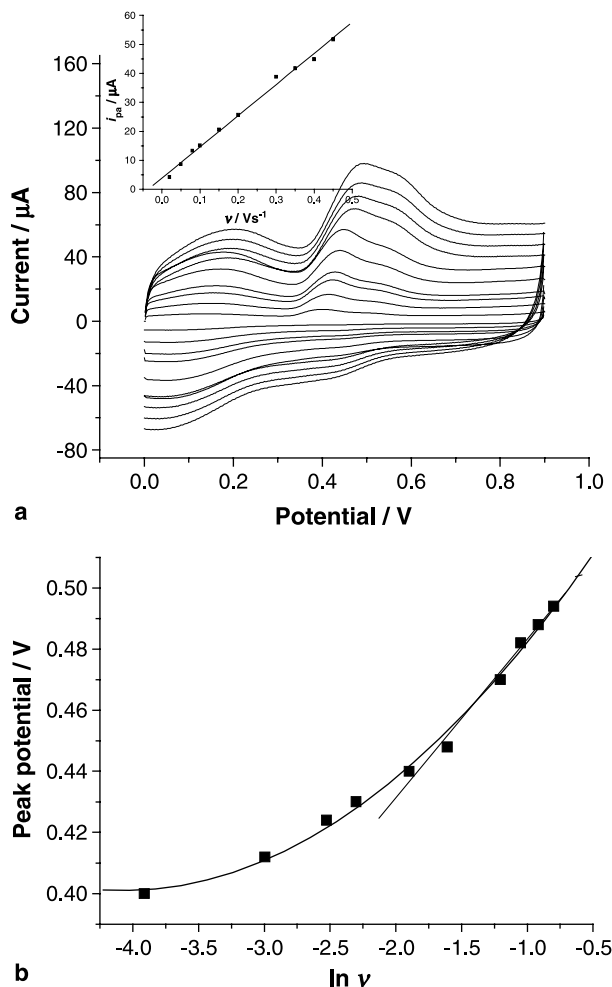 160
120
80
40
0
-40
-80
Current / μA
60
50
40
30
20
10
0
i pa / μA
0.0 0.1 0.2 0.3 0.4 0.5
ν / Vs-1
0.0 0.2 0.4 0.6 0.8 1.0
a Potential / V
0.50
0.48
0.46
0.44
0.42
0.40
Peak potential / V
-4.0 -3.5 -3.0 -2.5 -2.0 -1.5 -1.0 -0.5
b ln ν